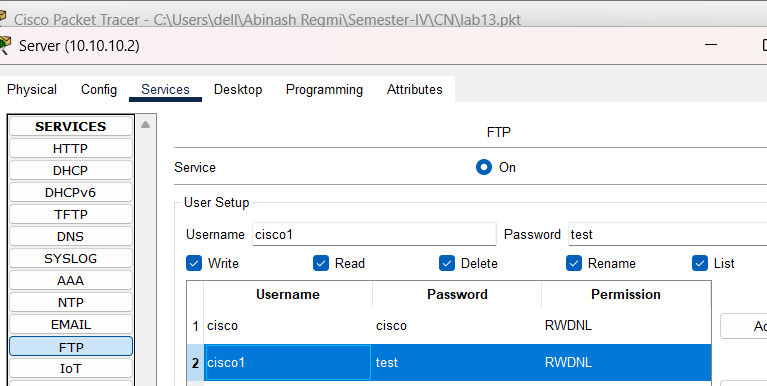 Cisco Packet Tracer - C:\Users\dell\Abinash Regmi\Semester-IV\CN\lab13.pkt
Server (10.10.10.2)
Physical Config Services Desktop Programming Attributes
SERVICES
HTTP
DHCP
DHCPv6
TFTP
DNS
SYSLOG
AAA
NTP
EMAIL
FTP
IoT
FTP
Service On
User Setup
Username cisco1 Password test
Write Read Delete Rename List
Username Password Permission
1 cisco cisco RWDNL
2 cisco1 test RWDNL